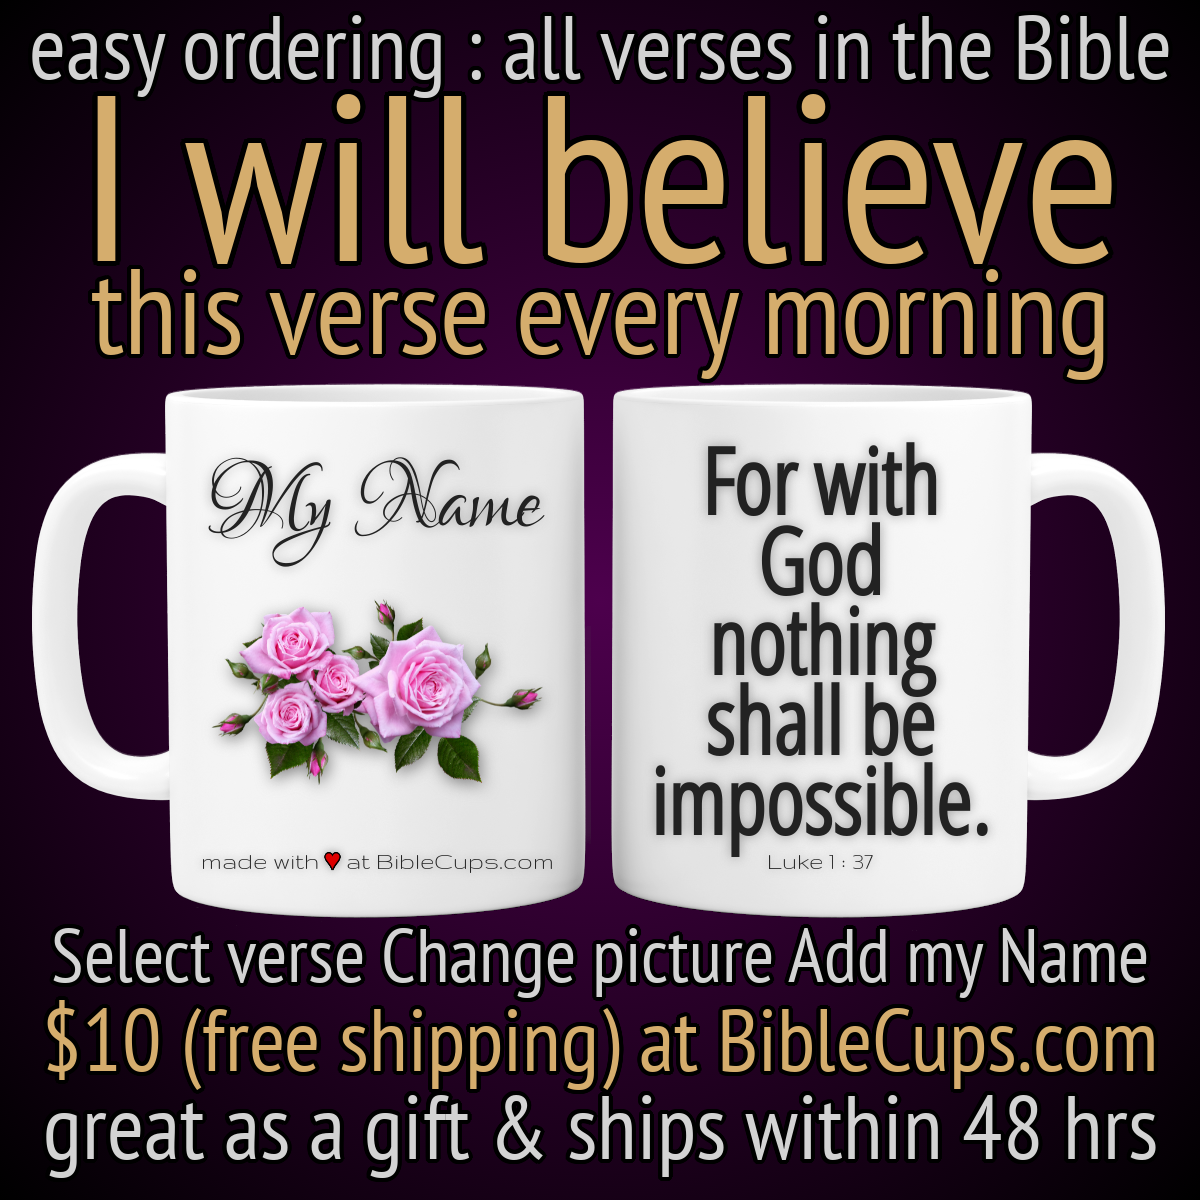 easy ordering : all verses in the Bible
I will believe
this verse every morning
My Name
made with ❤ at BibleCups.com
For with
God
nothing
shall be
impossible.
Luke 1 : 37
Select verse Change picture Add my Name
$10 (free shipping) at BibleCups.com
great as a gift & ships within 48 hrs